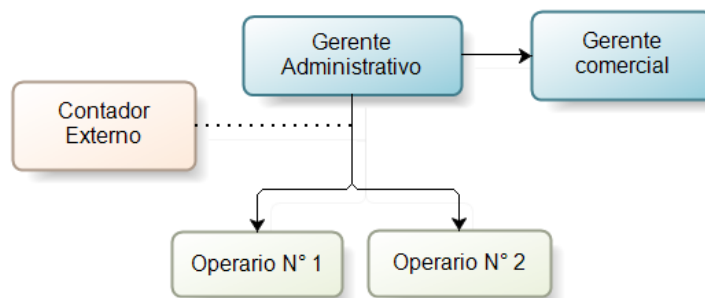 Gerente
Administrativo
Gerente
comercial
Contador
Externo
Operario N° 1
Operario N° 2